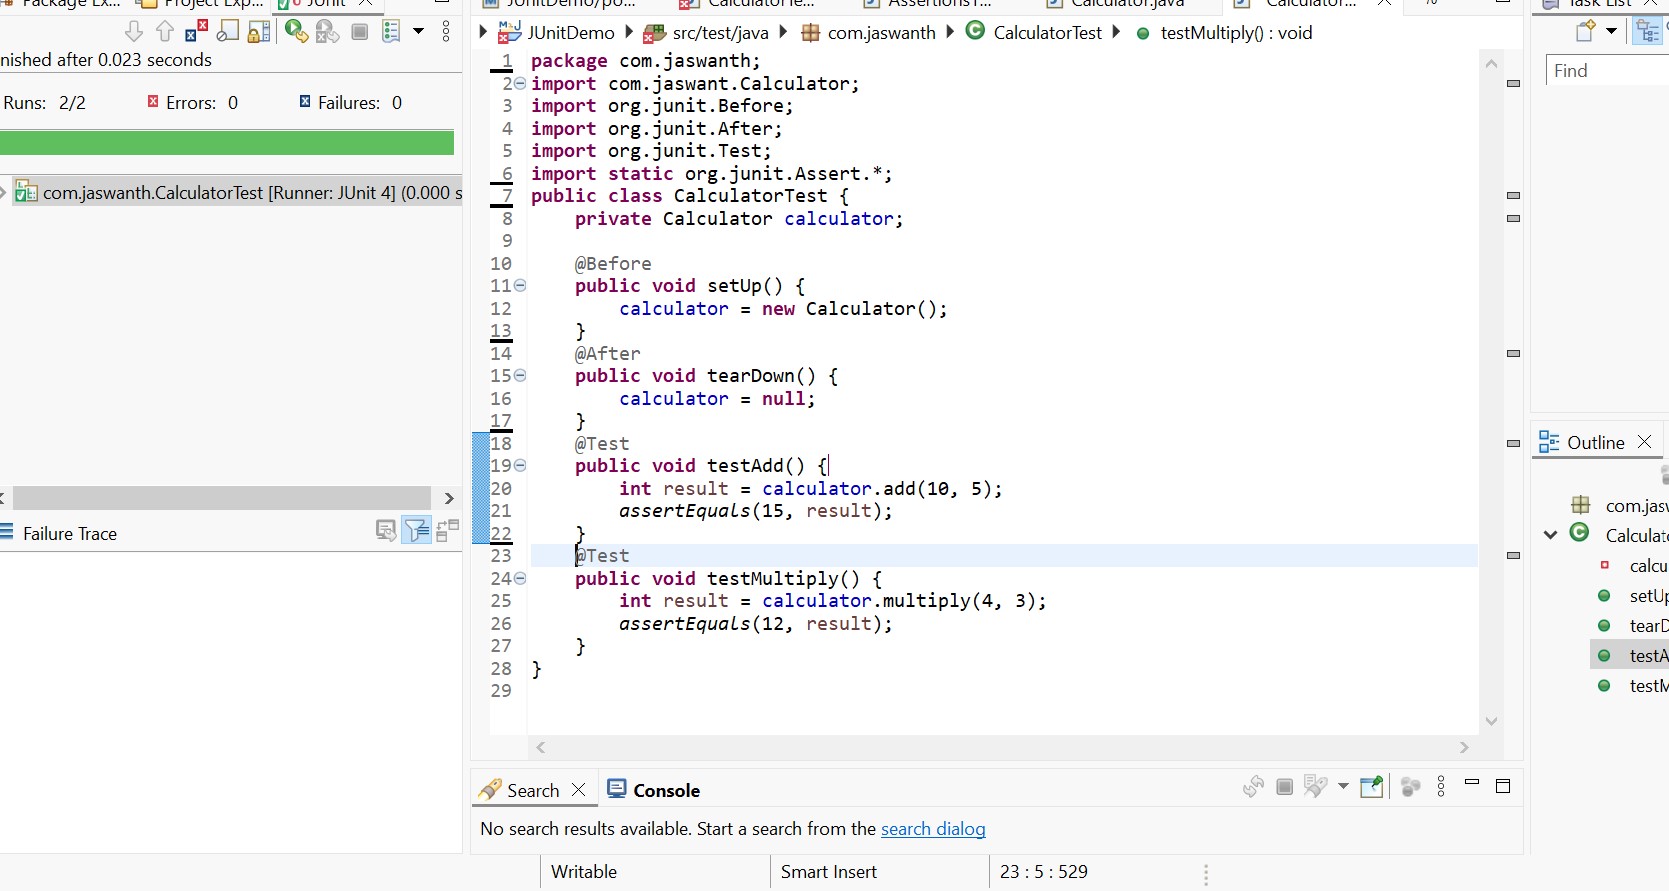 Package Ex...
Project Exp...
JUnit
nished after 0.023 seconds
Runs: 2/2
Errors: 0
Failures: 0
com.jaswanth.CalculatorTest [Runner: JUnit 4] (0.000 s
Failure Trace
JUnitDemo/po...
CalculatorHe...
AssertionsT...
Calculator.java
Calculator...
JUnitDemo
src/test/java
com.jaswanth
CalculatorTest
testMultiply() : void
1 package com.jaswanth;
2 import com.jaswant.Calculator;
3 import org.junit.Before;
4 import org.junit.After;
5 import org.junit.Test;
6 import static org.junit.Assert.*;
7 public class CalculatorTest {
8 private Calculator calculator;
9
10 @Before
11 public void setUp() {
12 calculator = new Calculator();
13 }
14 @After
15 public void tearDown() {
16 calculator = null;
17 }
18 @Test
19 public void testAdd() {
20 int result = calculator.add(10, 5);
21 assertEquals(15, result);
22 }
23 @Test
24 public void testMultiply() {
25 int result = calculator.multiply(4, 3);
26 assertEquals(12, result);
27 }
28 }
29
Search
Console
No search results available. Start a search from the search dialog
Writable
Smart Insert
23 : 5 : 529
Task List
Find
Outline
com.jasw
Calculato
calcu
setUp
tearD
testA
testM